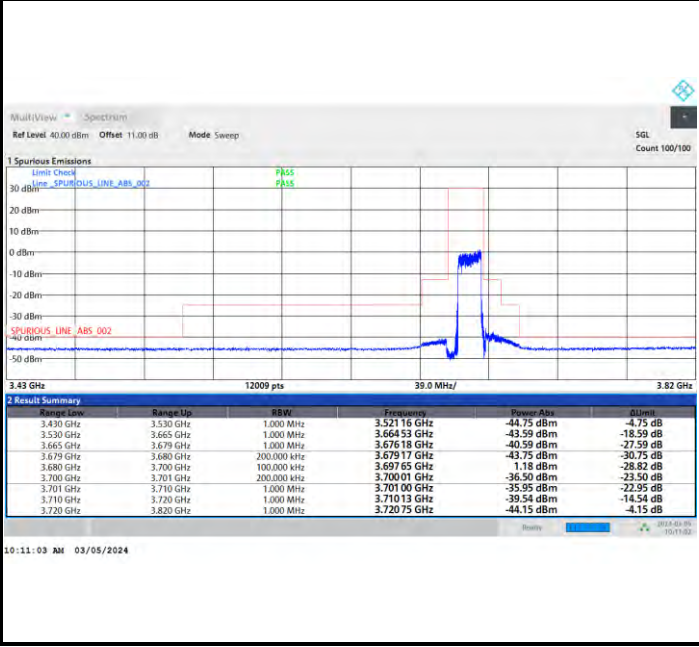 MultiView Spectrum
Ref Level 40.00 dBm Offset 11.00 dB Mode Sweep SGL
Count 100/100
1 Spurious Emissions
Limit Check PASS
Line _SPURIOUS_LINE_ABS_002 PASS
30 dBm
20 dBm
10 dBm
0 dBm
-10 dBm
-20 dBm
-30 dBm
SPURIOUS_LINE_ABS_002
-40 dBm
-50 dBm
3.43 GHz 12009 pts 39.0 MHz/ 3.82 GHz
2 Result Summary
Range Low Range Up RBW Frequency Power Abs ΔLimit
3.430 GHz 3.530 GHz 1.000 MHz 3.521 16 GHz -44.75 dBm -4.75 dB
3.530 GHz 3.665 GHz 1.000 MHz 3.664 53 GHz -43.59 dBm -18.59 dB
3.665 GHz 3.679 GHz 1.000 MHz 3.676 18 GHz -40.59 dBm -27.59 dB
3.679 GHz 3.680 GHz 200.000 kHz 3.679 17 GHz -43.75 dBm -30.75 dB
3.680 GHz 3.700 GHz 100.000 kHz 3.697 65 GHz 1.18 dBm -28.82 dB
3.700 GHz 3.701 GHz 200.000 kHz 3.700 01 GHz -36.50 dBm -23.50 dB
3.701 GHz 3.710 GHz 1.000 MHz 3.701 00 GHz -35.95 dBm -22.95 dB
3.710 GHz 3.720 GHz 1.000 MHz 3.710 13 GHz -39.54 dBm -14.54 dB
3.720 GHz 3.820 GHz 1.000 MHz 3.720 75 GHz -44.15 dBm -4.15 dB
Ready
10:11:03 AM 03/05/2024